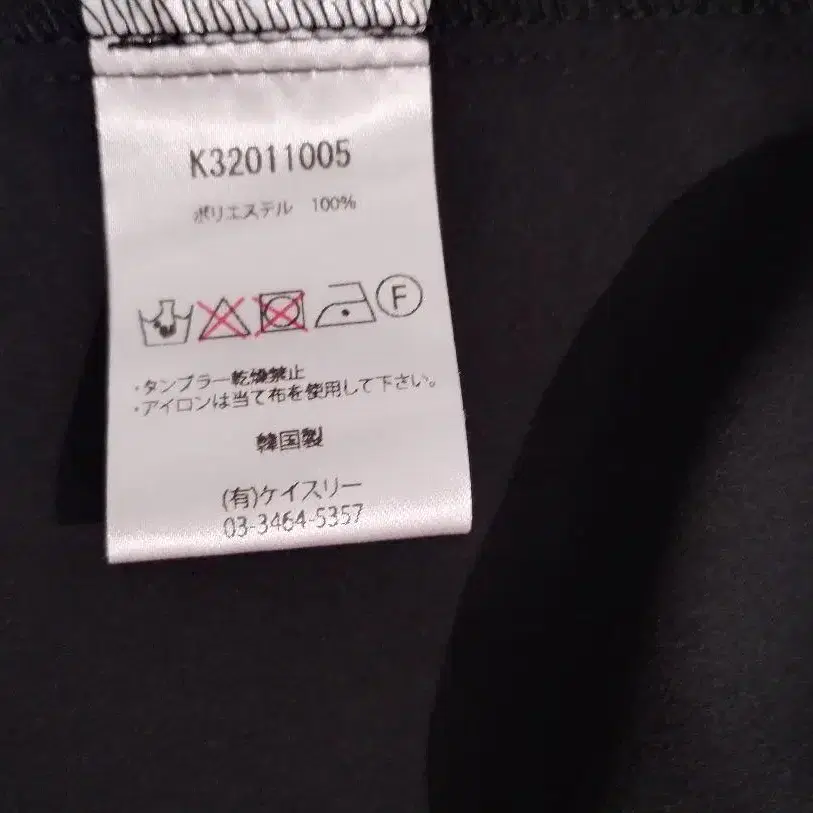 K32011005
ポリエステル 100%
F
・タンブラー乾燥禁止
・アイロンは当て布を使用して下さい。
韓国製
(有)ケイスリー
03-3464-5357